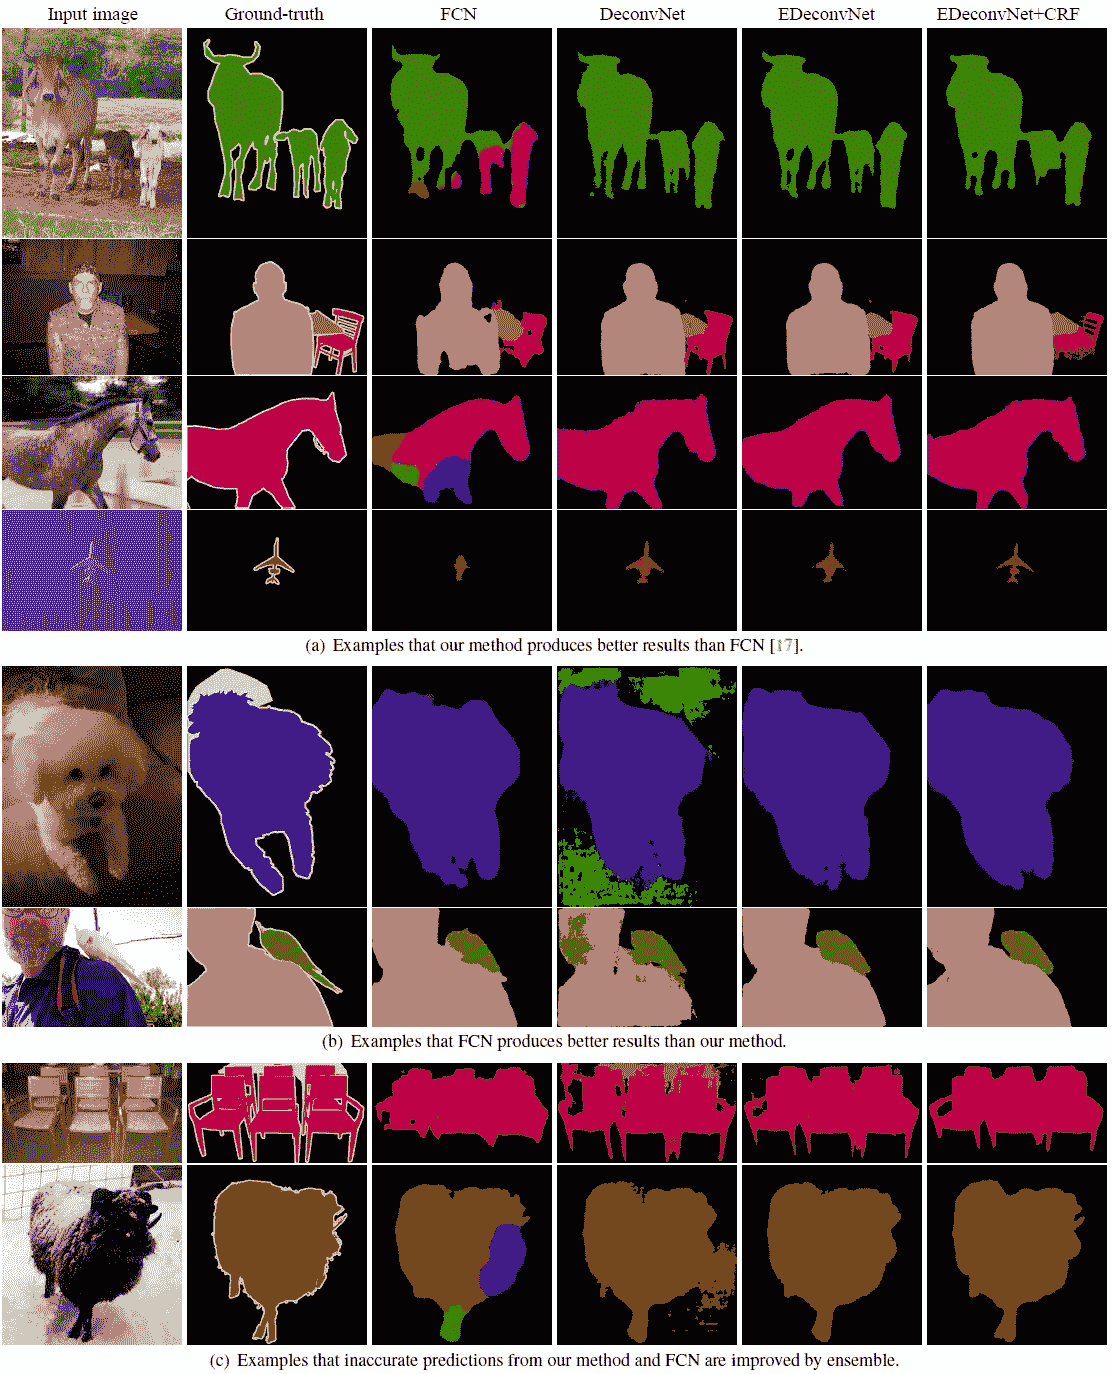 Input image Ground-truth FCN DeconvNet EDeconvNet EDeconvNet+CRF
(a) Examples that our method produces better results than FCN [17].
(b) Examples that FCN produces better results than our method.
(c) Examples that inaccurate predictions from our method and FCN are improved by ensemble.